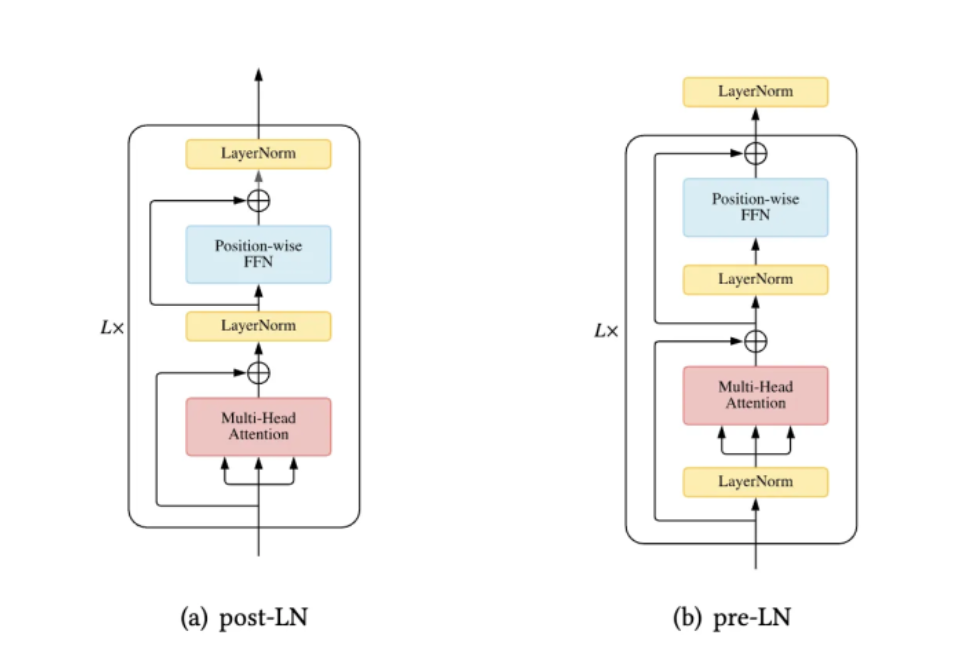 LayerNorm
Position-wise
FFN
LayerNorm
L×
Multi-Head
Attention
(a) post-LN
LayerNorm
Position-wise
FFN
LayerNorm
L×
Multi-Head
Attention
LayerNorm
(b) pre-LN